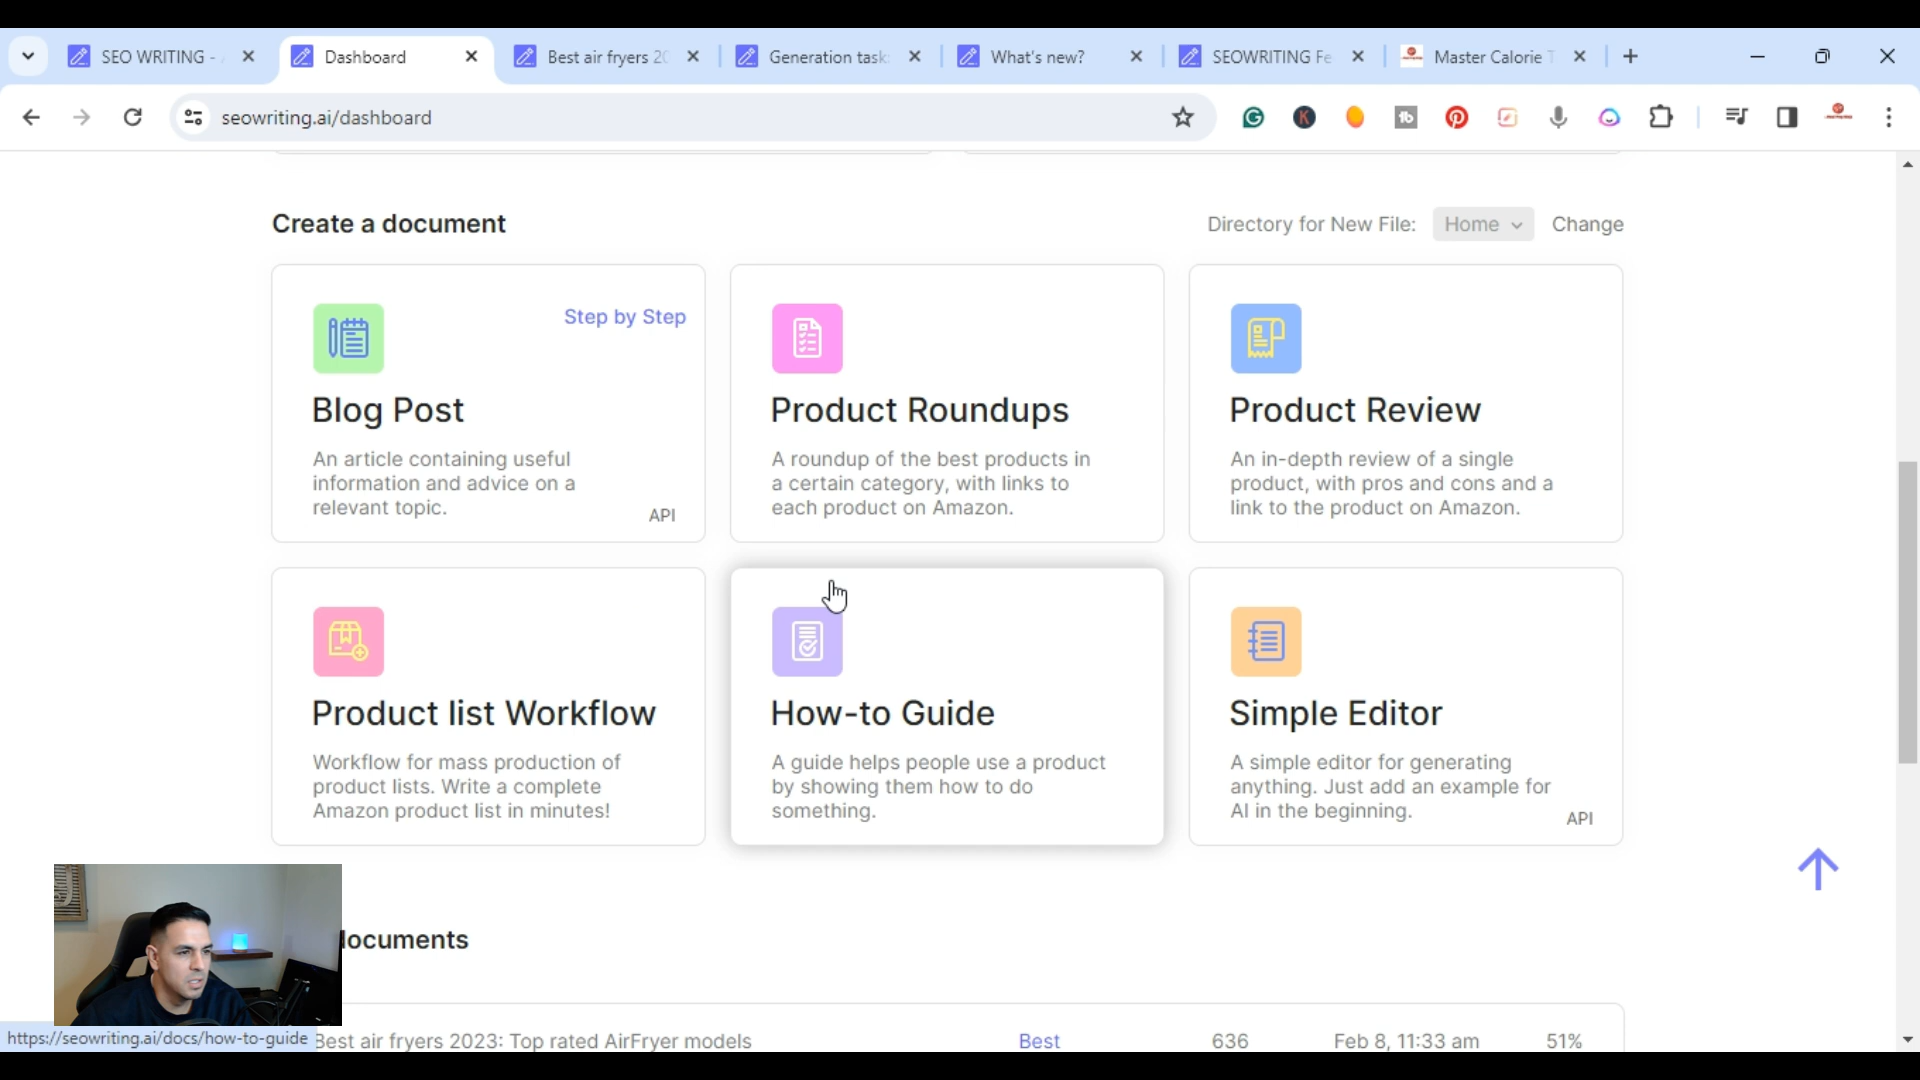 SEO WRITING -
Dashboard
Best air fryers 20
Generation task
What's new?
SEOWRITING Fe
Master Calorie T
seowriting.ai/dashboard
Create a document
Directory for New File:
Home
Change
Step by Step
Blog Post
An article containing useful
information and advice on a
relevant topic.
API
Product Roundups
A roundup of the best products in
a certain category, with links to
each product on Amazon.
Product Review
An in-depth review of a single
product, with pros and cons and a
link to the product on Amazon.
Product list Workflow
Workflow for mass production of
product lists. Write a complete
Amazon product list in minutes!
How-to Guide
A guide helps people use a product
by showing them how to do
something.
Simple Editor
A simple editor for generating
anything. Just add an example for
AI in the beginning.
API
documents
Best air fryers 2023: Top rated AirFryer models
Best
636
Feb 8, 11:33 am
51%
https://seowriting.ai/docs/how-to-guide